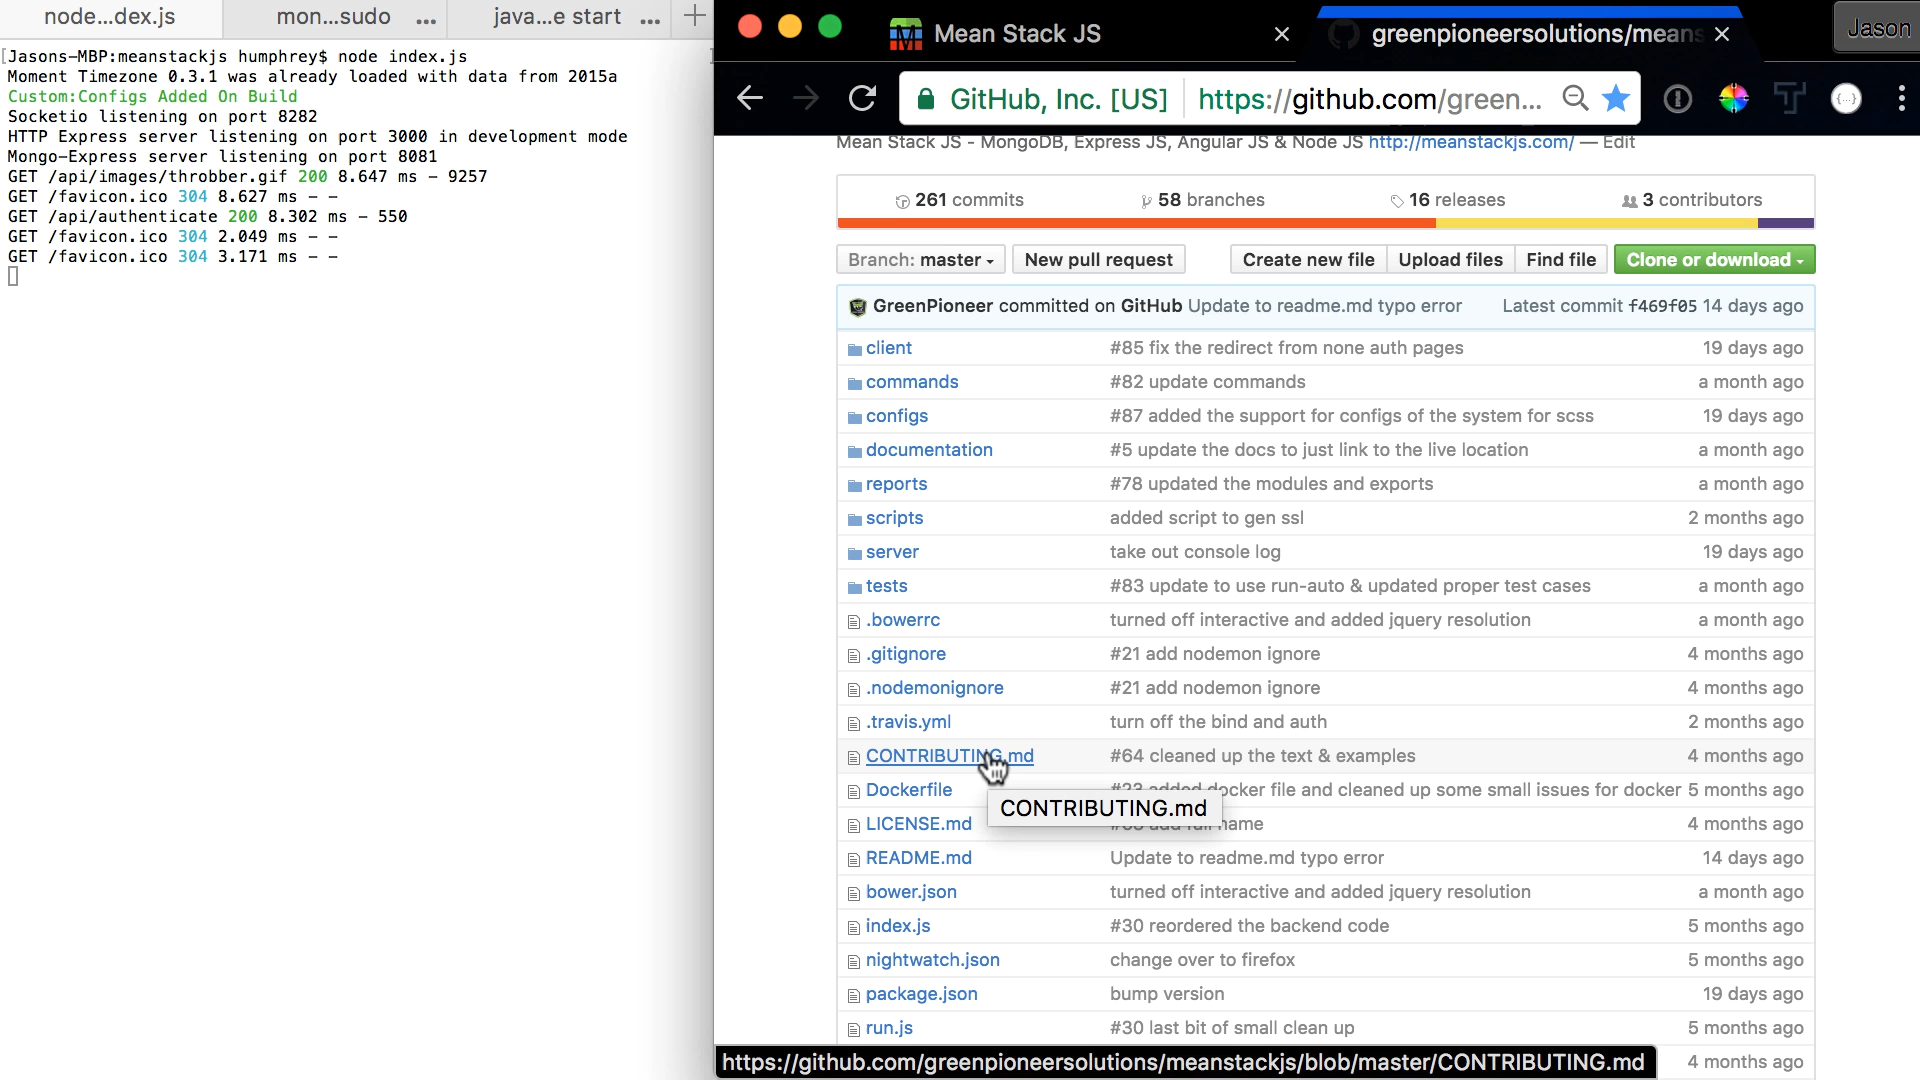 node...dex.js
mon...sudo ...
java...e start ...
Jasons-MBP:meanstackjs humphrey$ node index.js
Moment Timezone 0.3.1 was already loaded with data from 2015a
Custom:Configs Added On Build
Socketio listening on port 8282
HTTP Express server listening on port 3000 in development mode
Mongo-Express server listening on port 8081
GET /api/images/throbber.gif 200 8.647 ms - 9257
GET /favicon.ico 304 8.627 ms - -
GET /api/authenticate 200 8.302 ms - 550
GET /favicon.ico 304 2.049 ms - -
GET /favicon.ico 304 3.171 ms - -
Mean Stack JS
greenpioneersolutions/means
Jason
GitHub, Inc. [US] https://github.com/green...
Mean Stack JS - MongoDB, Express JS, Angular JS & Node JS http://meanstackjs.com/ — Edit
261 commits 58 branches 16 releases 3 contributors
Branch: master New pull request Create new file Upload files Find file Clone or download
GreenPioneer committed on GitHub Update to readme.md typo error Latest commit f469f05 14 days ago
client #85 fix the redirect from none auth pages 19 days ago
commands #82 update commands a month ago
configs #87 added the support for configs of the system for scss 19 days ago
documentation #5 update the docs to just link to the live location a month ago
reports #78 updated the modules and exports a month ago
scripts added script to gen ssl 2 months ago
server take out console log 19 days ago
tests #83 update to use run-auto & updated proper test cases a month ago
.bowerrc turned off interactive and added jquery resolution a month ago
.gitignore #21 add nodemon ignore 4 months ago
.nodemonignore #21 add nodemon ignore 4 months ago
.travis.yml turn off the bind and auth 2 months ago
CONTRIBUTING.md #64 cleaned up the text & examples 4 months ago
Dockerfile docker file and cleaned up some small issues for docker 5 months ago
CONTRIBUTING.md
LICENSE.md name 4 months ago
README.md Update to readme.md typo error 14 days ago
bower.json turned off interactive and added jquery resolution a month ago
index.js #30 reordered the backend code 5 months ago
nightwatch.json change over to firefox 5 months ago
package.json bump version 19 days ago
run.js #30 last bit of small clean up 5 months ago
https://github.com/greenpioneersolutions/meanstackjs/blob/master/CONTRIBUTING.md 4 months ago